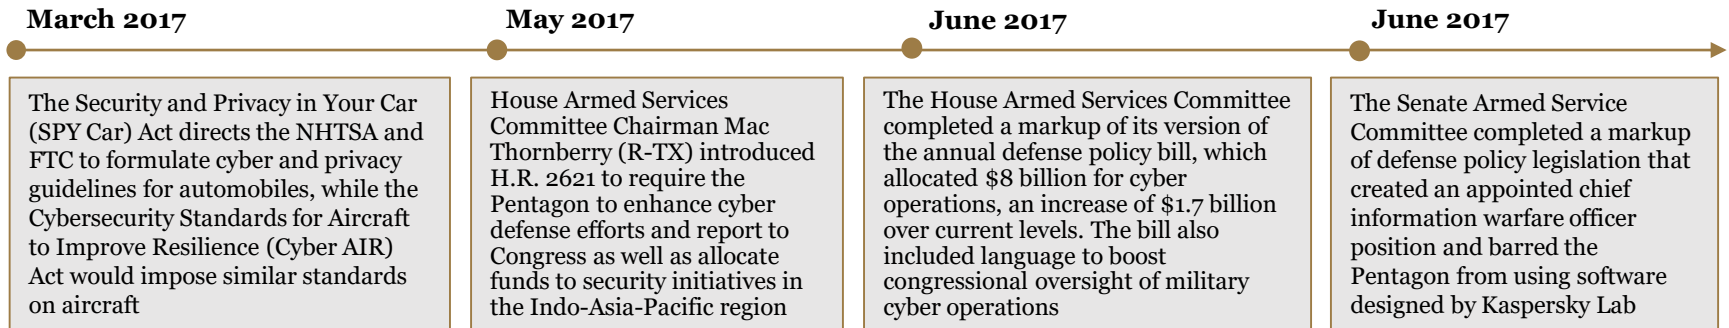 March 2017
The Security and Privacy in Your Car
(SPY Car) Act directs the NHTSA and
FTC to formulate cyber and privacy
guidelines for automobiles, while the
Cybersecurity Standards for Aircraft
to Improve Resilience (Cyber AIR)
Act would impose similar standards
on aircraft
May 2017
House Armed Services
Committee Chairman Mac
Thornberry (R-TX) introduced
H.R. 2621 to require the
Pentagon to enhance cyber
defense efforts and report to
Congress as well as allocate
funds to security initiatives in
the Indo-Asia-Pacific region
June 2017
The House Armed Services Committee
completed a markup of its version of
the annual defense policy bill, which
allocated $8 billion for cyber
operations, an increase of $1.7 billion
over current levels. The bill also
included language to boost
congressional oversight of military
cyber operations
June 2017
The Senate Armed Service
Committee completed a markup
of defense policy legislation that
created an appointed chief
information warfare officer
position and barred the
Pentagon from using software
designed by Kaspersky Lab